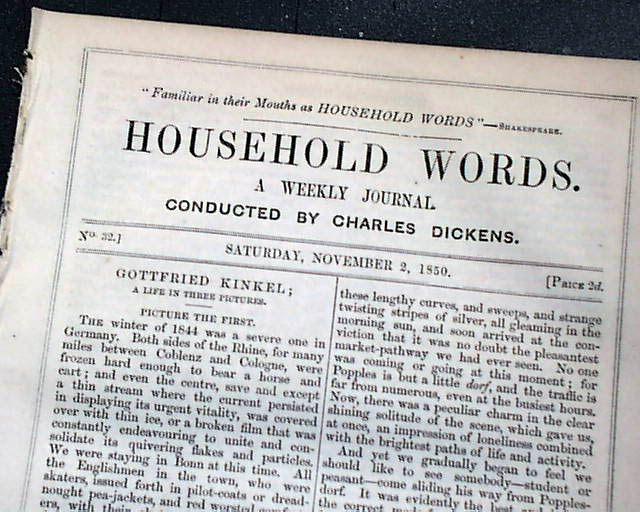 "Familiar in their Mouths as HOUSEHOLD WORDS"—SHAKESPEARE.
HOUSEHOLD WORDS.
A WEEKLY JOURNAL.
CONDUCTED BY CHARLES DICKENS.
No. 32.]
SATURDAY, NOVEMBER 2, 1850.
[PRICE 2d.
GOTTFRIED KINKEL;
A LIFE IN THREE PICTURES.
PICTURE THE FIRST.
THE winter of 1844 was a severe one in
Germany. Both sides of the Rhine, for many
miles between Coblenz and Cologne, were
frozen hard enough to bear a horse and
cart; and even the centre, save and except
a thin stream where the current persisted
in displaying its urgent vitality, was covered
over with thin ice, or a broken film that was
constantly endeavouring to unite and con-
solidate its quivering flakes and particles.
We were staying in Bonn at this time. All
the Englishmen in the town, who were
skaters, issued forth in pilot-coats or dread-
nought pea-jackets, and red worsted
ers, with their
these lengthy curves, and sweeps, and strange
twisting stripes of silver, all gleaming in the
morning sun, and soon arrived at the con-
viction that it was no doubt the pleasantest
market-pathway we had ever seen. No one
was coming or going at this moment; for
Popples is but a little dorf, and the traffic is
far from numerous, even at the busiest hours.
Now, there was a peculiar charm in the clear
shining solitude of the scene, which gave us,
at once, an impression of loneliness combined
with the brightest paths of life and activity.
And yet we gradually began to feel we
should like to see somebody—student or
peasant—come sliding his way from Popples-
dorf. It was evidently the best and
the correct mode